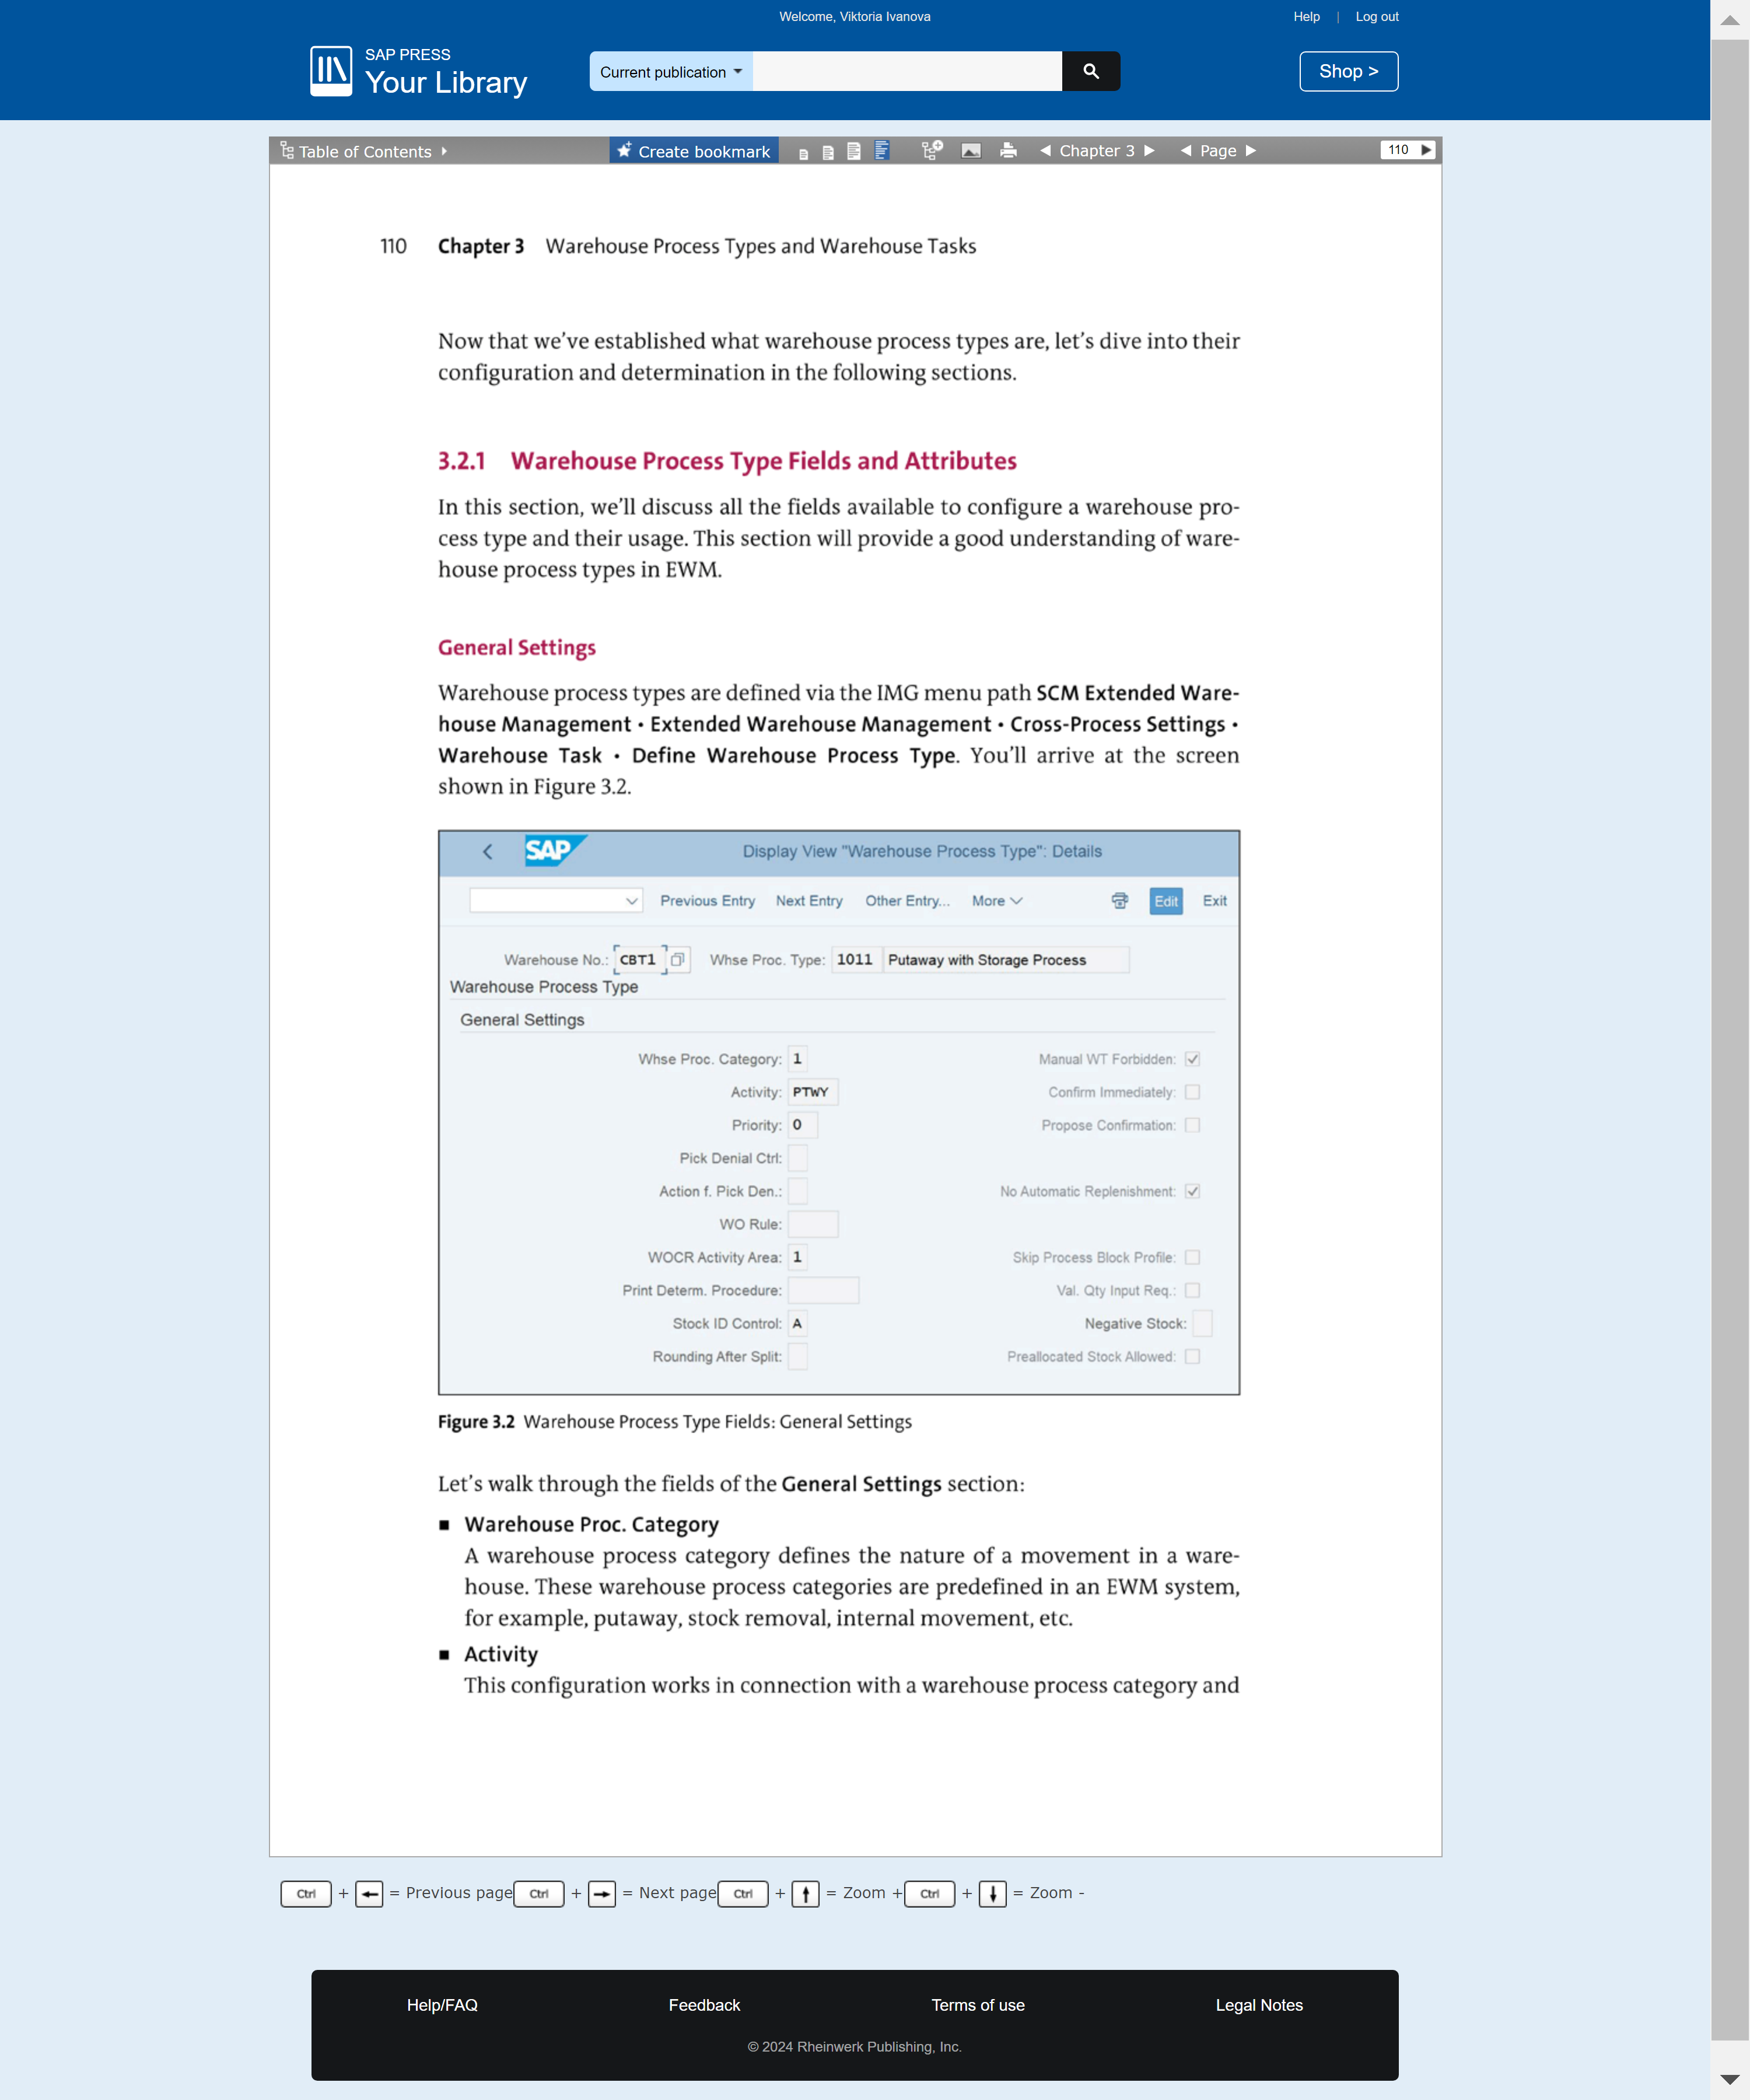 Welcome, Viktoria Ivanova
Help | Log out
SAP PRESS
Your Library
Current publication
Shop >
Table of Contents
Create bookmark
Chapter 3
Page
110
110 Chapter 3 Warehouse Process Types and Warehouse Tasks
Now that we’ve established what warehouse process types are, let’s dive into their
configuration and determination in the following sections.
3.2.1 Warehouse Process Type Fields and Attributes
In this section, we’ll discuss all the fields available to configure a warehouse pro-
cess type and their usage. This section will provide a good understanding of ware-
house process types in EWM.
General Settings
Warehouse process types are defined via the IMG menu path SCM Extended Ware-
house Management • Extended Warehouse Management • Cross-Process Settings •
Warehouse Task • Define Warehouse Process Type. You’ll arrive at the screen
shown in Figure 3.2.
SAP
Display View "Warehouse Process Type": Details
Previous Entry Next Entry Other Entry... More Edit Exit
Warehouse No.: CBT1 Whse Proc. Type: 1011 Putaway with Storage Process
Warehouse Process Type
General Settings
Whse Proc. Category: 1 Manual WT Forbidden:
Activity: PTWY Confirm Immediately:
Priority: 0 Propose Confirmation:
Pick Denial Ctrl:
Action f. Pick Den.: No Automatic Replenishment:
WO Rule:
WOCR Activity Area: 1 Skip Process Block Profile:
Print Determ. Procedure: Val. Qty Input Req.:
Stock ID Control: A Negative Stock:
Rounding After Split: Preallocated Stock Allowed:
Figure 3.2 Warehouse Process Type Fields: General Settings
Let’s walk through the fields of the General Settings section:
■ Warehouse Proc. Category
A warehouse process category defines the nature of a movement in a ware-
house. These warehouse process categories are predefined in an EWM system,
for example, putaway, stock removal, internal movement, etc.
■ Activity
This configuration works in connection with a warehouse process category and
Ctrl + ← = Previous page Ctrl + → = Next page Ctrl + ↑ = Zoom + Ctrl + ↓ = Zoom -
Help/FAQ Feedback Terms of use Legal Notes
© 2024 Rheinwerk Publishing, Inc.